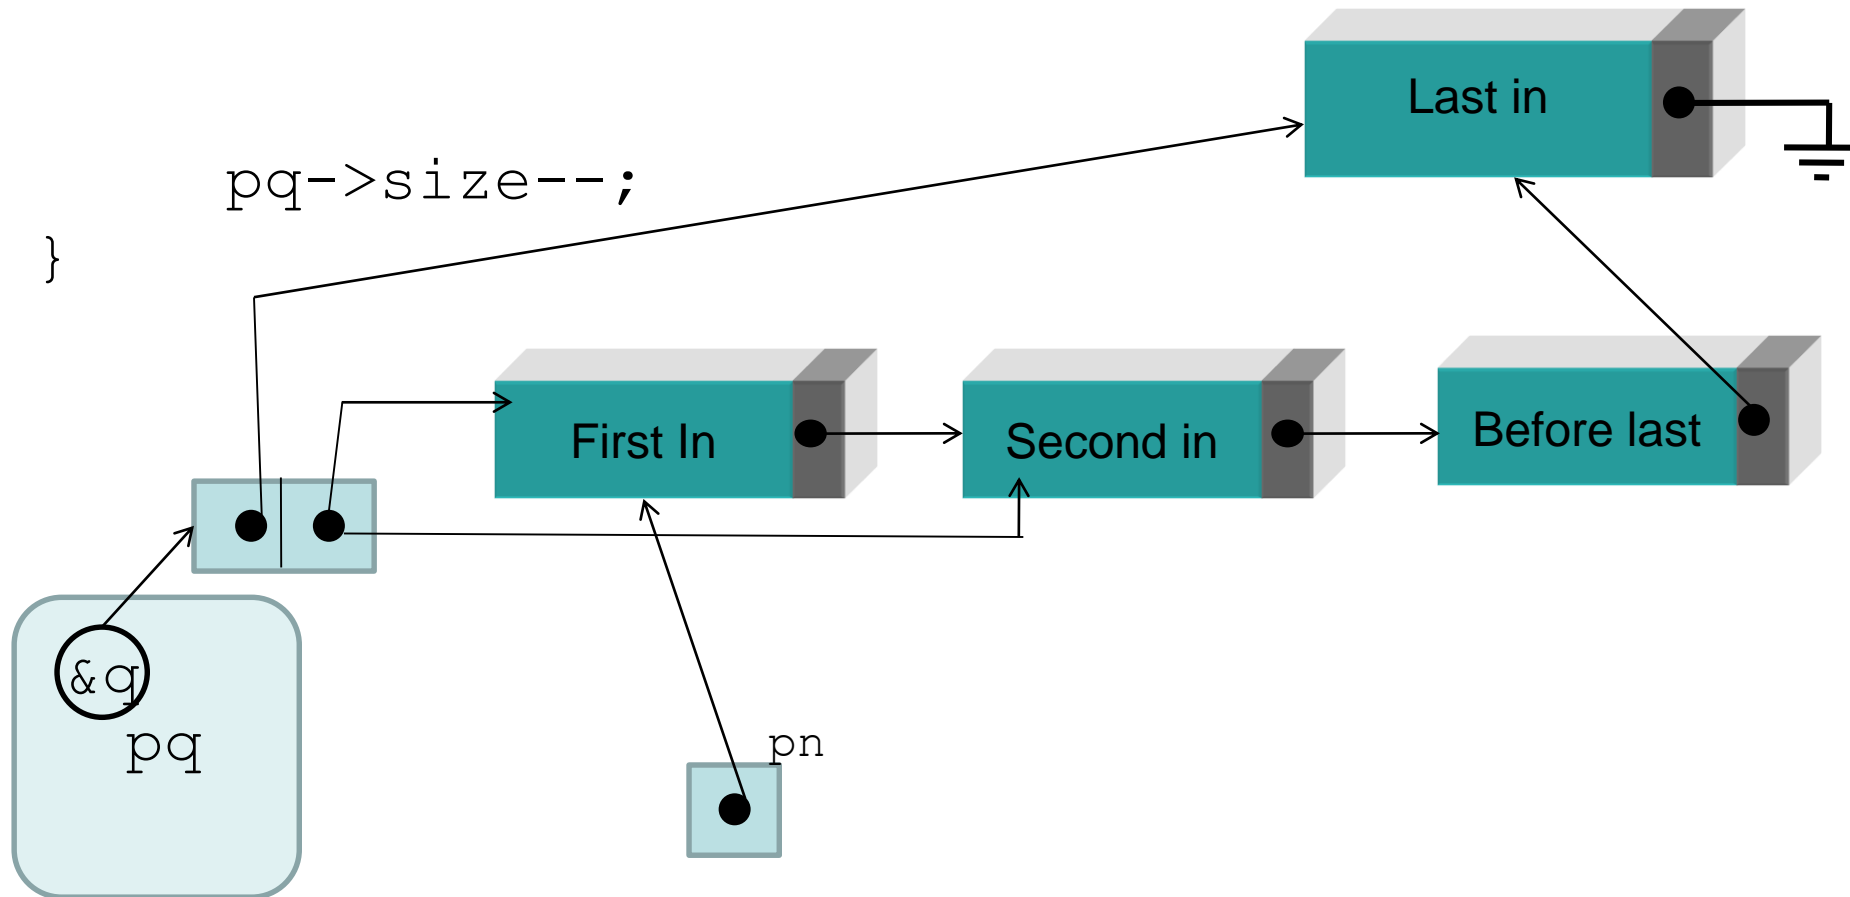 Last in
pq->size--;
}
First In
Second in
Before last
&q
pq
pn